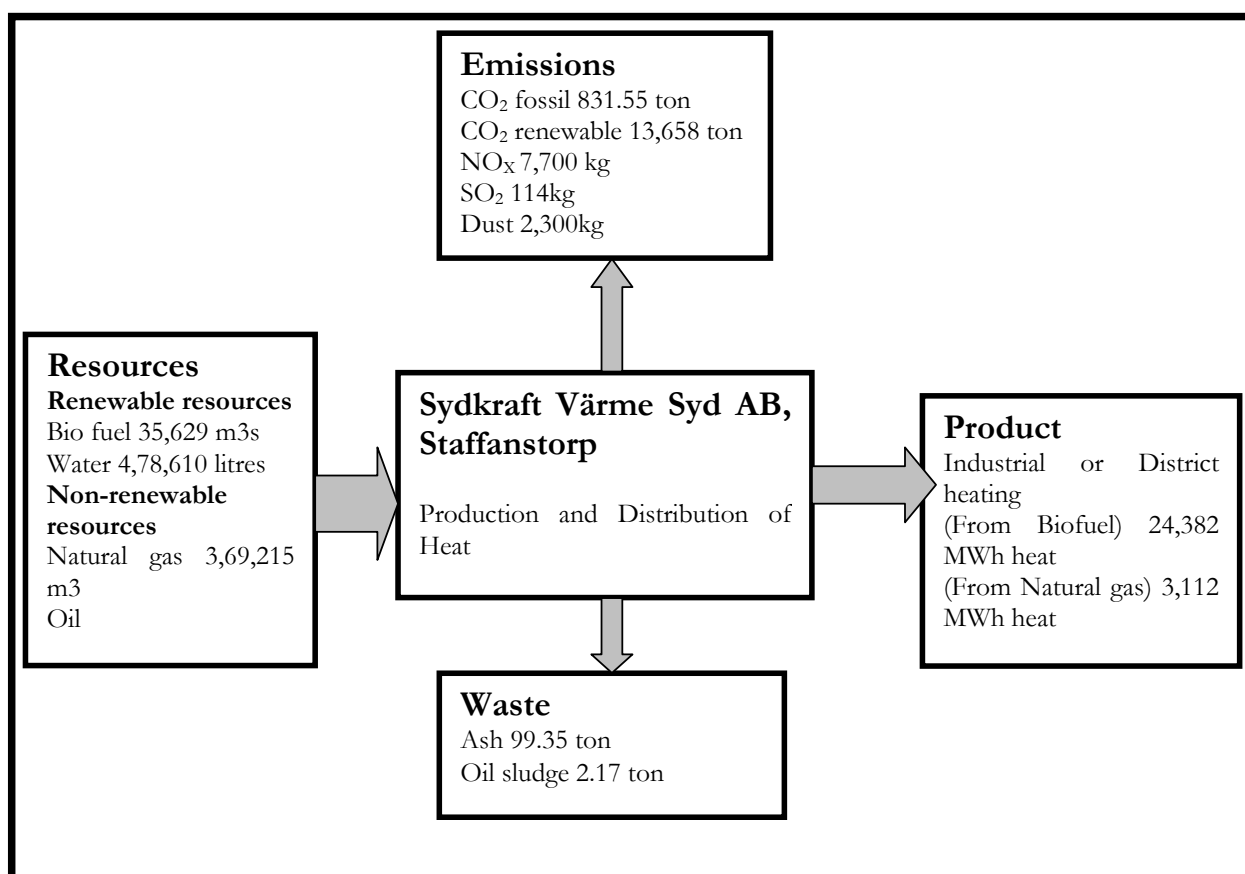 Emissions
CO₂ fossil 831.55 ton
CO₂ renewable 13,658 ton
NOX 7,700 kg
SO₂ 114kg
Dust 2,300kg
Resources
Renewable resources
Bio fuel 35,629 m3s
Water 4,78,610 litres
Non-renewable
resources
Natural gas 3,69,215
m3
Oil
Sydkraft Värme Syd AB,
Staffanstorp
Production and Distribution of
Heat
Product
Industrial or District
heating
(From Biofuel) 24,382
MWh heat
(From Natural gas) 3,112
MWh heat
Waste
Ash 99.35 ton
Oil sludge 2.17 ton